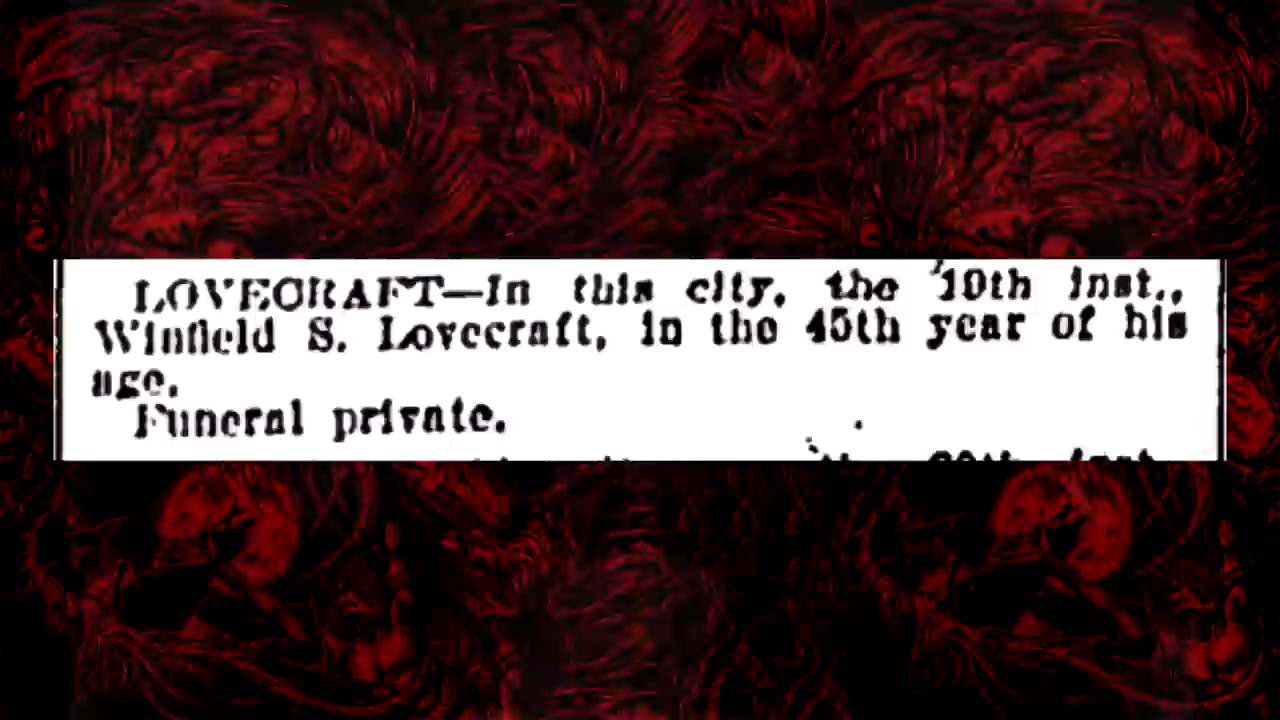 LOVECRAFT—In this city, the 19th inst.,
Winfield S. Lovecraft, in the 45th year of his
age.
Funeral private.